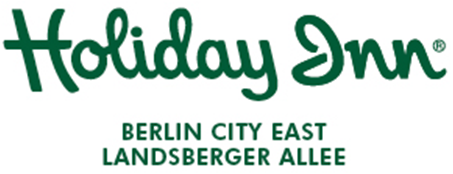 Holiday Inn®
BERLIN CITY EAST
LANDSBERGER ALLEE